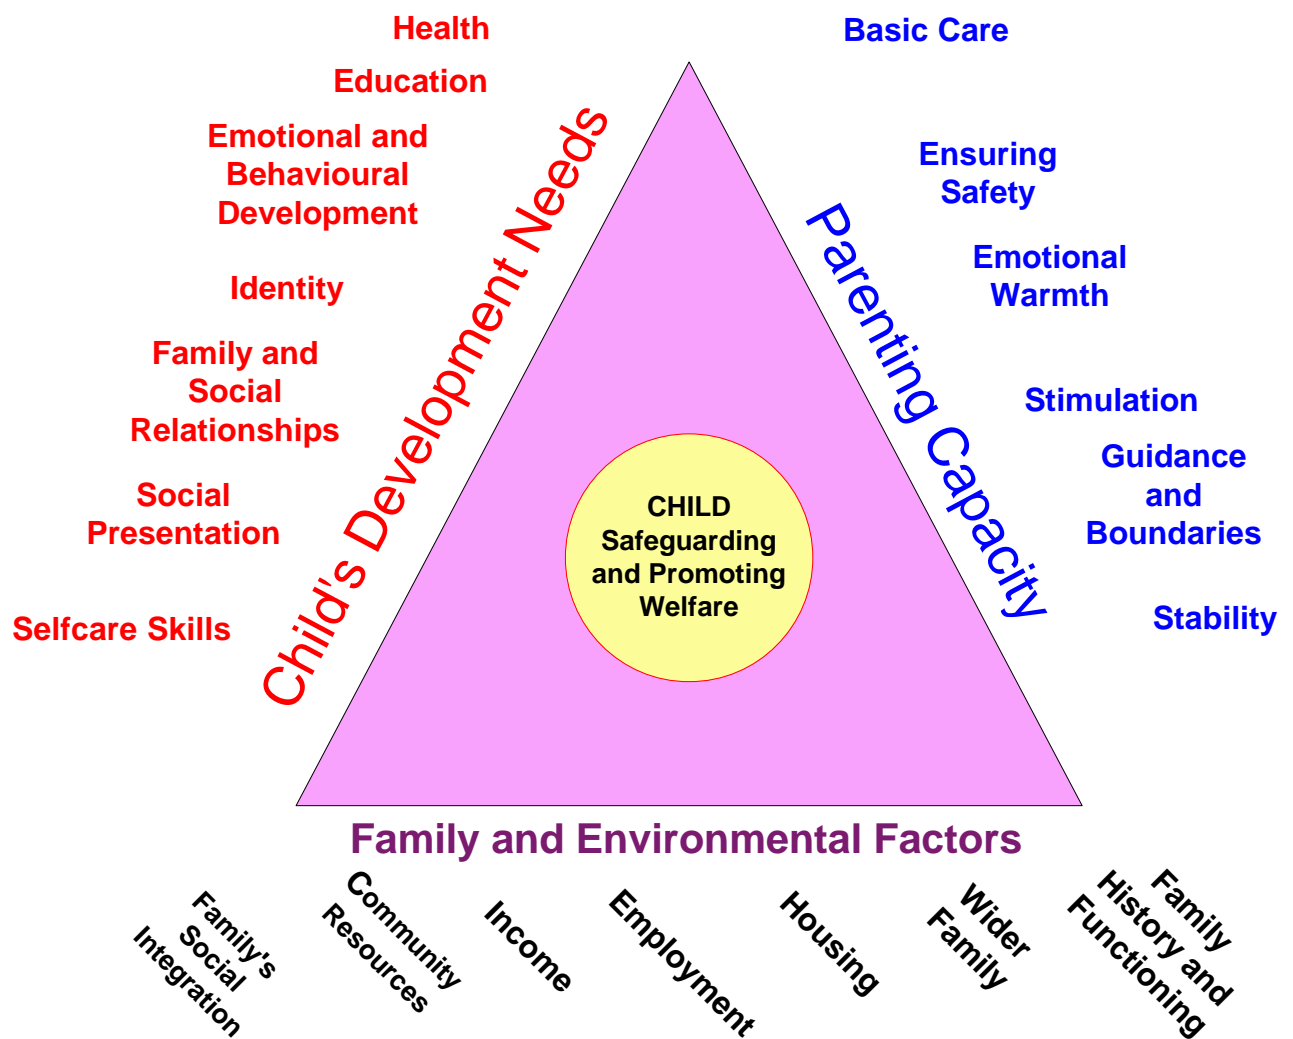 Health
Education
Emotional and
Behavioural
Development
Identity
Family and
Social
Relationships
Social
Presentation
Selfcare Skills
Child's Development Needs
Basic Care
Ensuring
Safety
Emotional
Warmth
Stimulation
Guidance
and
Boundaries
Stability
Parenting Capacity
CHILD
Safeguarding
and Promoting
Welfare
Family and Environmental Factors
Family's
Social
Integration
Community
Resources
Income
Employment
Housing
Wider
Family
Family
History and
Functioning